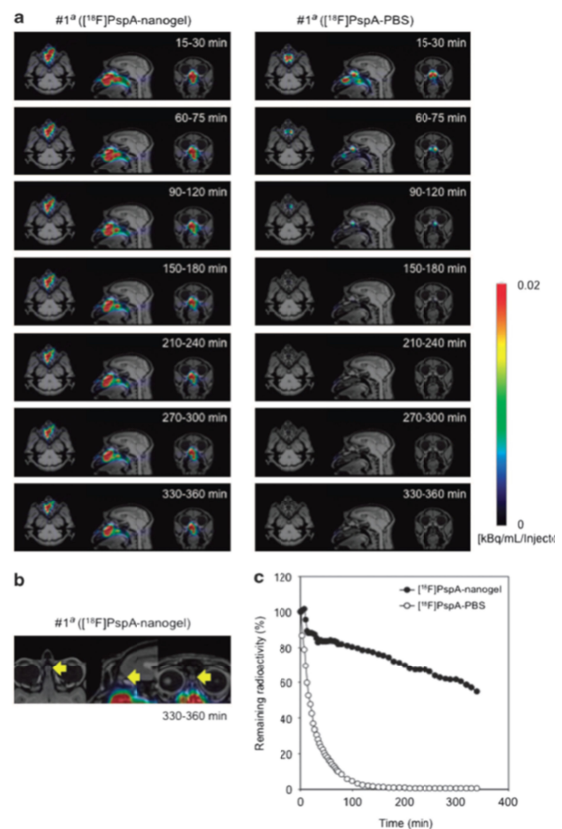 a
#1ᵃ ([¹⁸F]PspA-nanogel)
#1ᵃ ([¹⁸F]PspA-PBS)
15-30 min
15-30 min
60-75 min
60-75 min
90-120 min
90-120 min
150-180 min
150-180 min
210-240 min
210-240 min
270-300 min
270-300 min
330-360 min
330-360 min
0.02
0
[kBq/mL/Injecte
b
#1ᵃ ([¹⁸F]PspA-nanogel)
330-360 min
c
Remaining radioactivity (%)
120
100
80
60
40
20
0
[¹⁸F]PspA-nanogel
[¹⁸F]PspA-PBS
0
100
200
300
400
Time (min)